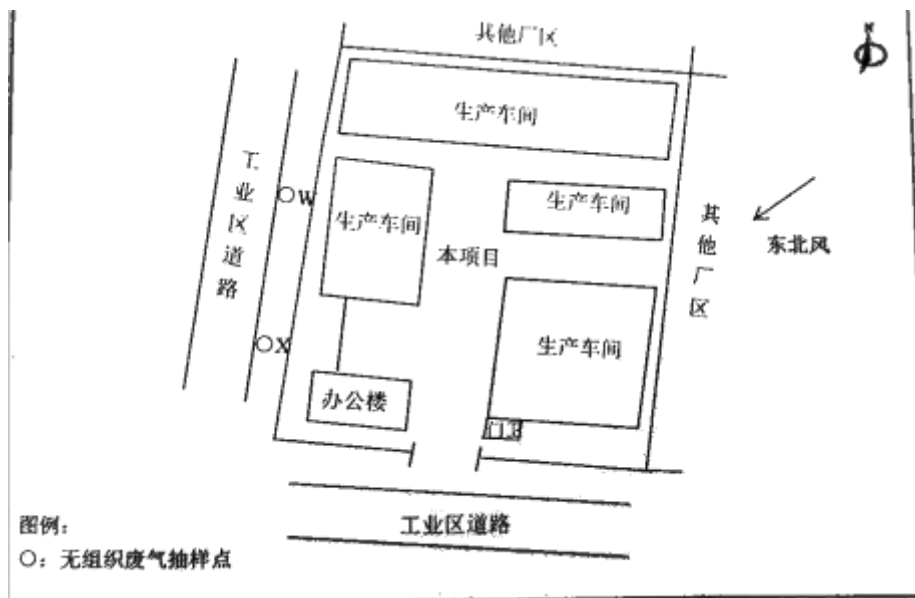 其他厂区
N
生产车间
工业区道路
W
生产车间
生产车间
其他厂区
东北风
本项目
X
生产车间
办公楼
门卫
工业区道路
图例：
○：无组织废气抽样点